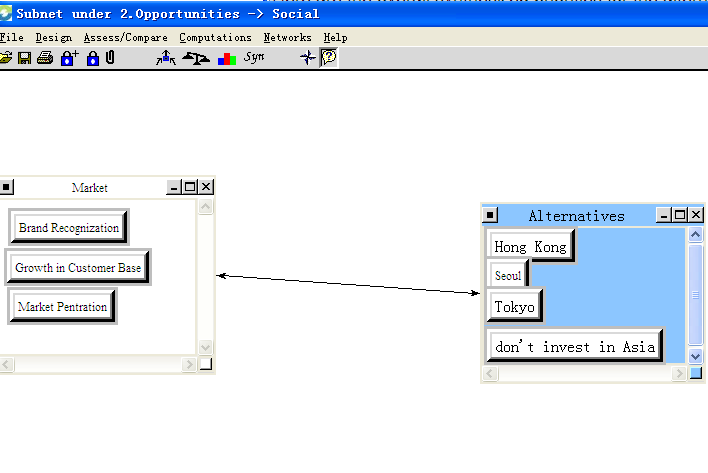 Subnet under 2.Opportunities -> Social
File Design Assess/Compare Computations Networks Help
Syn
Market
Brand Recognization
Growth in Customer Base
Market Pentration
Alternatives
Hong Kong
Seoul
Tokyo
don't invest in Asia